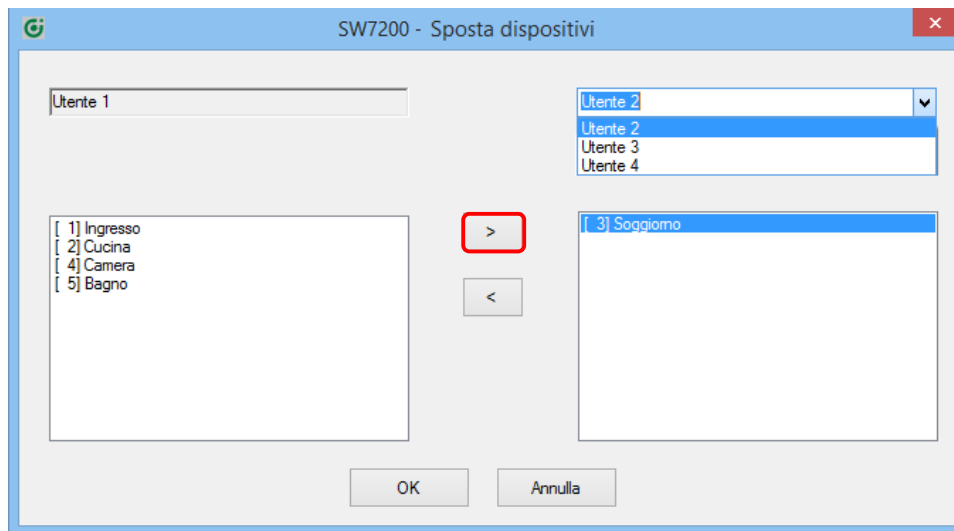 SW7200 - Sposta dispositivi
Utente 1
Utente 2
Utente 2
Utente 3
Utente 4
[ 1] Ingresso
[ 2] Cucina
[ 4] Camera
[ 5] Bagno
>
<
[ 3] Soggiorno
OK
Annulla